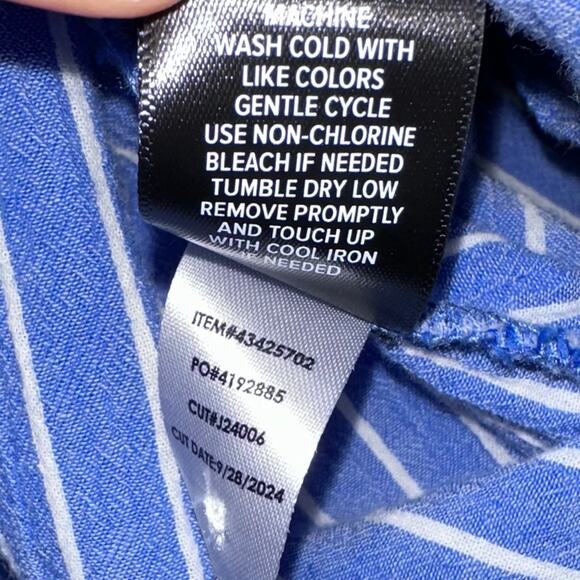 MACHINE
WASH COLD WITH
LIKE COLORS
GENTLE CYCLE
USE NON-CHLORINE
BLEACH IF NEEDED
TUMBLE DRY LOW
REMOVE PROMPTLY
AND TOUCH UP
WITH COOL IRON
NEEDED
ITEM#43425702
PO#4192885
CUT#J24006
CUT DATE:9/28/2024